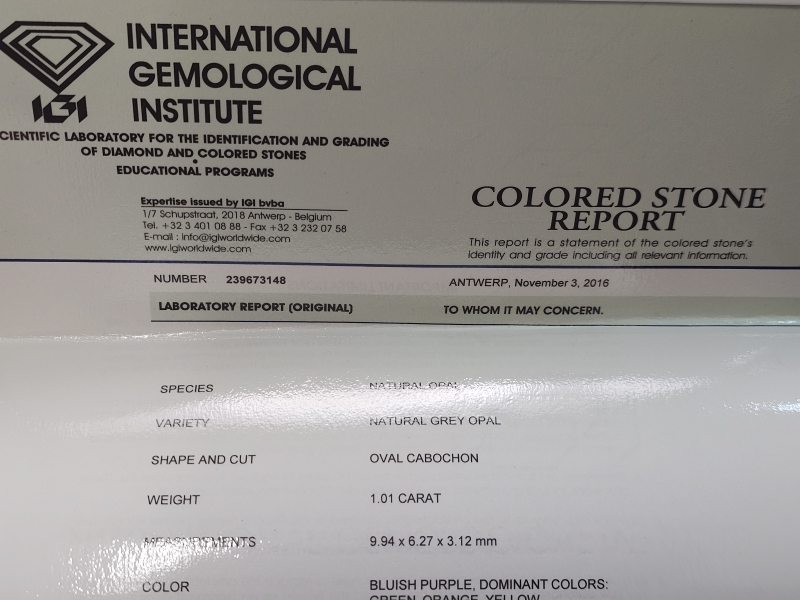 INTERNATIONAL
GEMOLOGICAL
INSTITUTE
IGI
CIENTIFIC LABORATORY FOR THE IDENTIFICATION AND GRADING
OF DIAMOND AND COLORED STONES
EDUCATIONAL PROGRAMS
Expertise issued by IGI bvba
1/7 Schupstraat, 2018 Antwerp - Belgium
Tel. +32 3 401 08 88 - Fax +32 3 232 07 58
E-mail : info@igiworldwide.com
www.igiworldwide.com
COLORED STONE
REPORT
This report is a statement of the colored stone's
identity and grade including all relevant information.
NUMBER 239673148
ANTWERP, November 3, 2016
LABORATORY REPORT (ORIGINAL)
TO WHOM IT MAY CONCERN.
SPECIES NATURAL OPAL
VARIETY NATURAL GREY OPAL
SHAPE AND CUT OVAL CABOCHON
WEIGHT 1.01 CARAT
MEASUREMENTS 9.94 x 6.27 x 3.12 mm
COLOR BLUISH PURPLE, DOMINANT COLORS:
GREEN, ORANGE, YELLOW